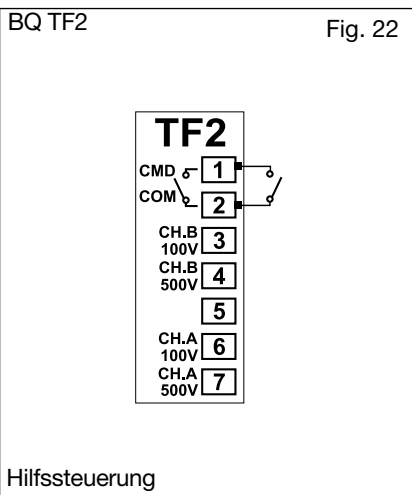 BQ TF2
Fig. 22
TF2
CMD 1
COM 2
CH.B
100V 3
CH.B
500V 4
5
CH.A
100V 6
CH.A
500V 7
Hilfssteuerung